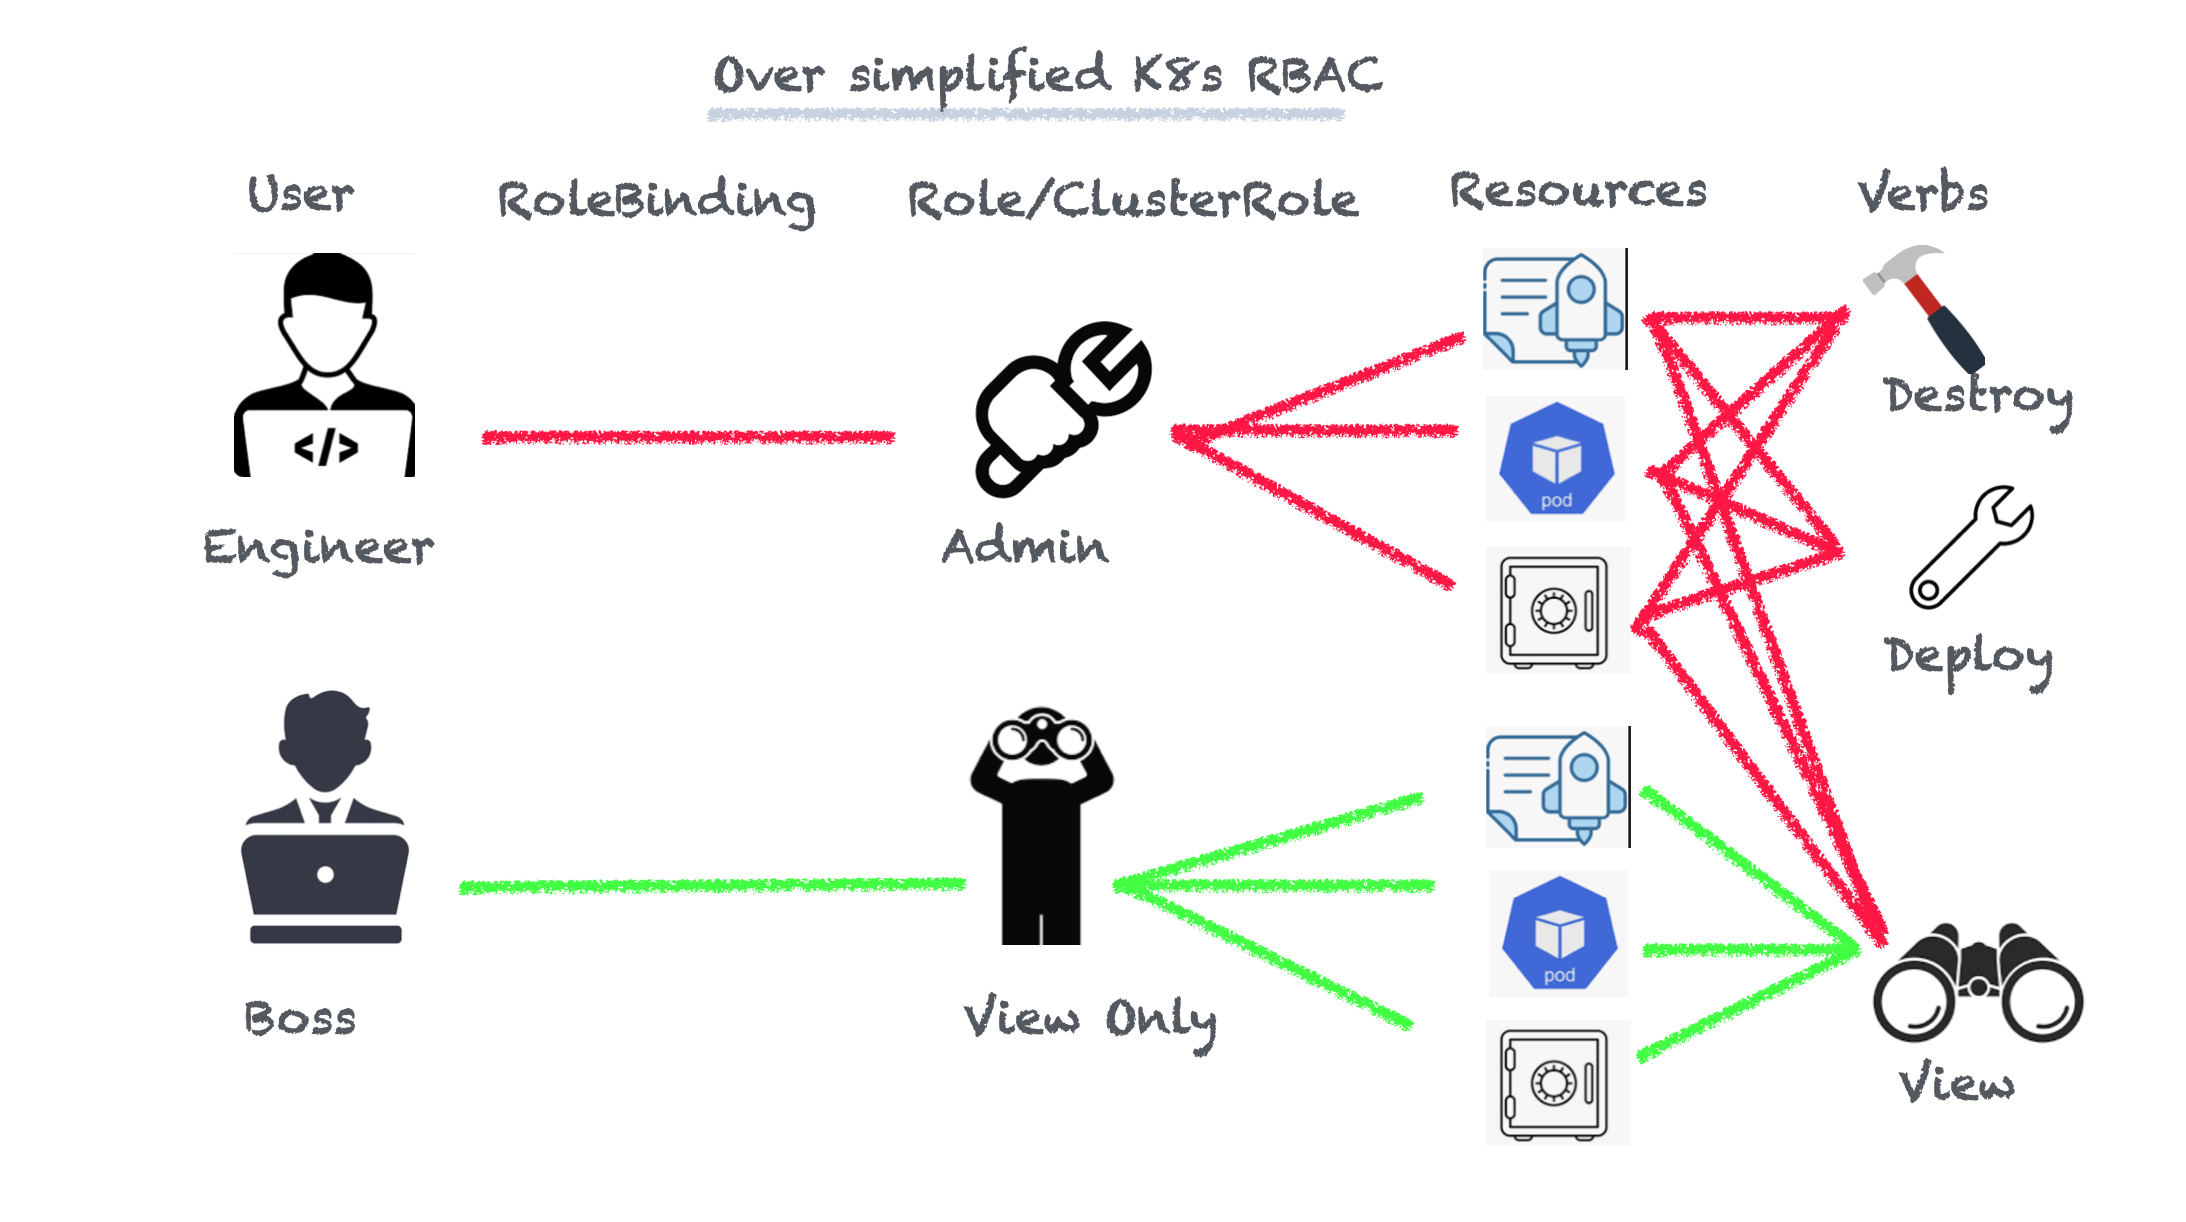 Over simplified K8s RBAC
User
RoleBinding
Role/ClusterRole
Resources
Verbs
</>
pod
Destroy
Engineer
Admin
Deploy
pod
Boss
View Only
View